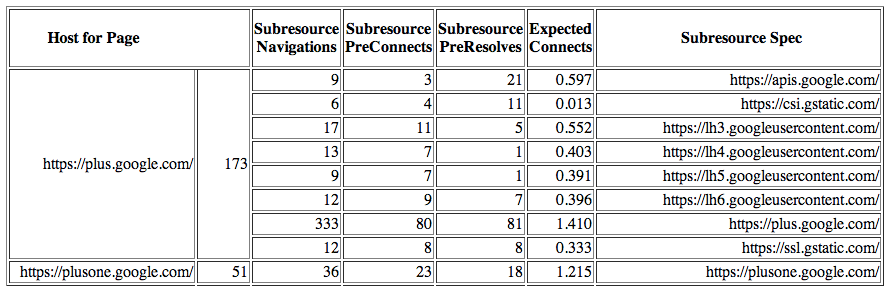 Host for Page Subresource Navigations Subresource PreConnects Subresource PreResolves Expected Connects Subresource Spec
https://plus.google.com/ 173 9 3 21 0.597 https://apis.google.com/
6 4 11 0.013 https://csi.gstatic.com/
17 11 5 0.552 https://lh3.googleusercontent.com/
13 7 1 0.403 https://lh4.googleusercontent.com/
9 7 1 0.391 https://lh5.googleusercontent.com/
12 9 7 0.396 https://lh6.googleusercontent.com/
333 80 81 1.410 https://plus.google.com/
12 8 8 0.333 https://ssl.gstatic.com/
https://plusone.google.com/ 51 36 23 18 1.215 https://plusone.google.com/